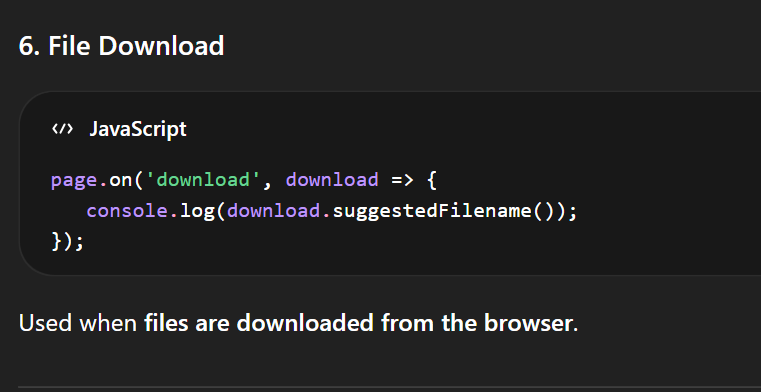 6. File Download
</> JavaScript
page.on('download', download => {
   console.log(download.suggestedFilename());
});
Used when files are downloaded from the browser.